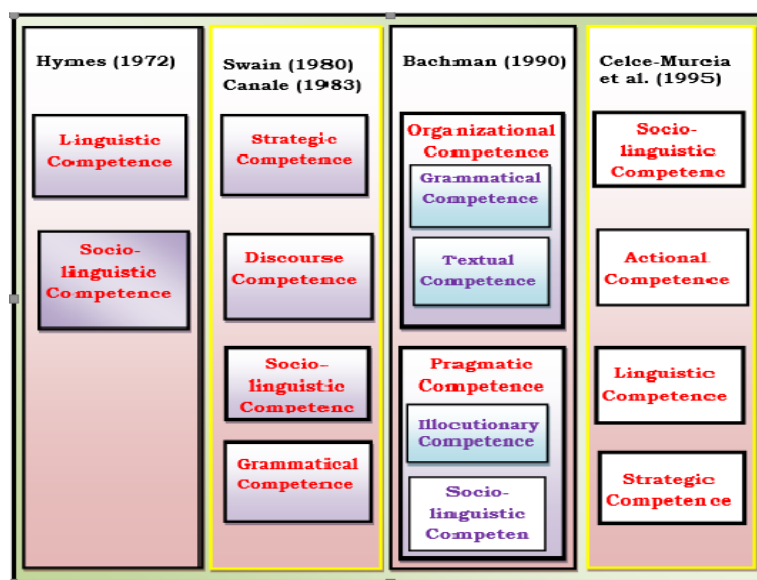 Hymes (1972)
Linguistic
Competence
Socio-
linguistic
Competence
Swain (1980)
Canale (1983)
Strategic
Competence
Discourse
Competence
Socio-
linguistic
Competenc
Grammatical
Competence
Bachman (1990)
Organizational
Competence
Grammatical
Competence
Textual
Competence
Pragmatic
Competence
Illocutionary
Competence
Socio-
linguistic
Competen
Celce-Murcia
et al. (1995)
Socio-
linguistic
Competenc
Actional
Competence
Linguistic
Competence
Strategic
Competence